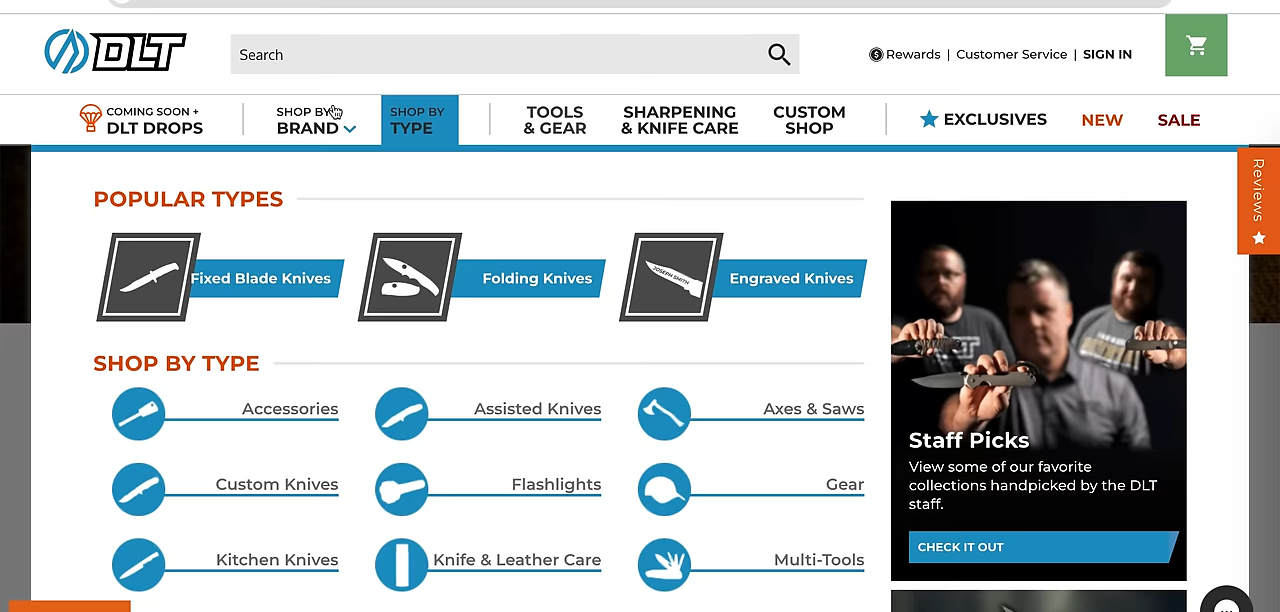 DLT
Search
Rewards | Customer Service | SIGN IN
COMING SOON +
DLT DROPS
SHOP BY
BRAND
SHOP BY
TYPE
TOOLS
& GEAR
SHARPENING
& KNIFE CARE
CUSTOM
SHOP
EXCLUSIVES
NEW
SALE
Reviews
POPULAR TYPES
JOSEPH SMITH
Fixed Blade Knives
Folding Knives
Engraved Knives
SHOP BY TYPE
Accessories
Assisted Knives
Axes & Saws
Custom Knives
Flashlights
Gear
Kitchen Knives
Knife & Leather Care
Multi-Tools
Staff Picks
View some of our favorite
collections handpicked by the DLT
staff.
CHECK IT OUT